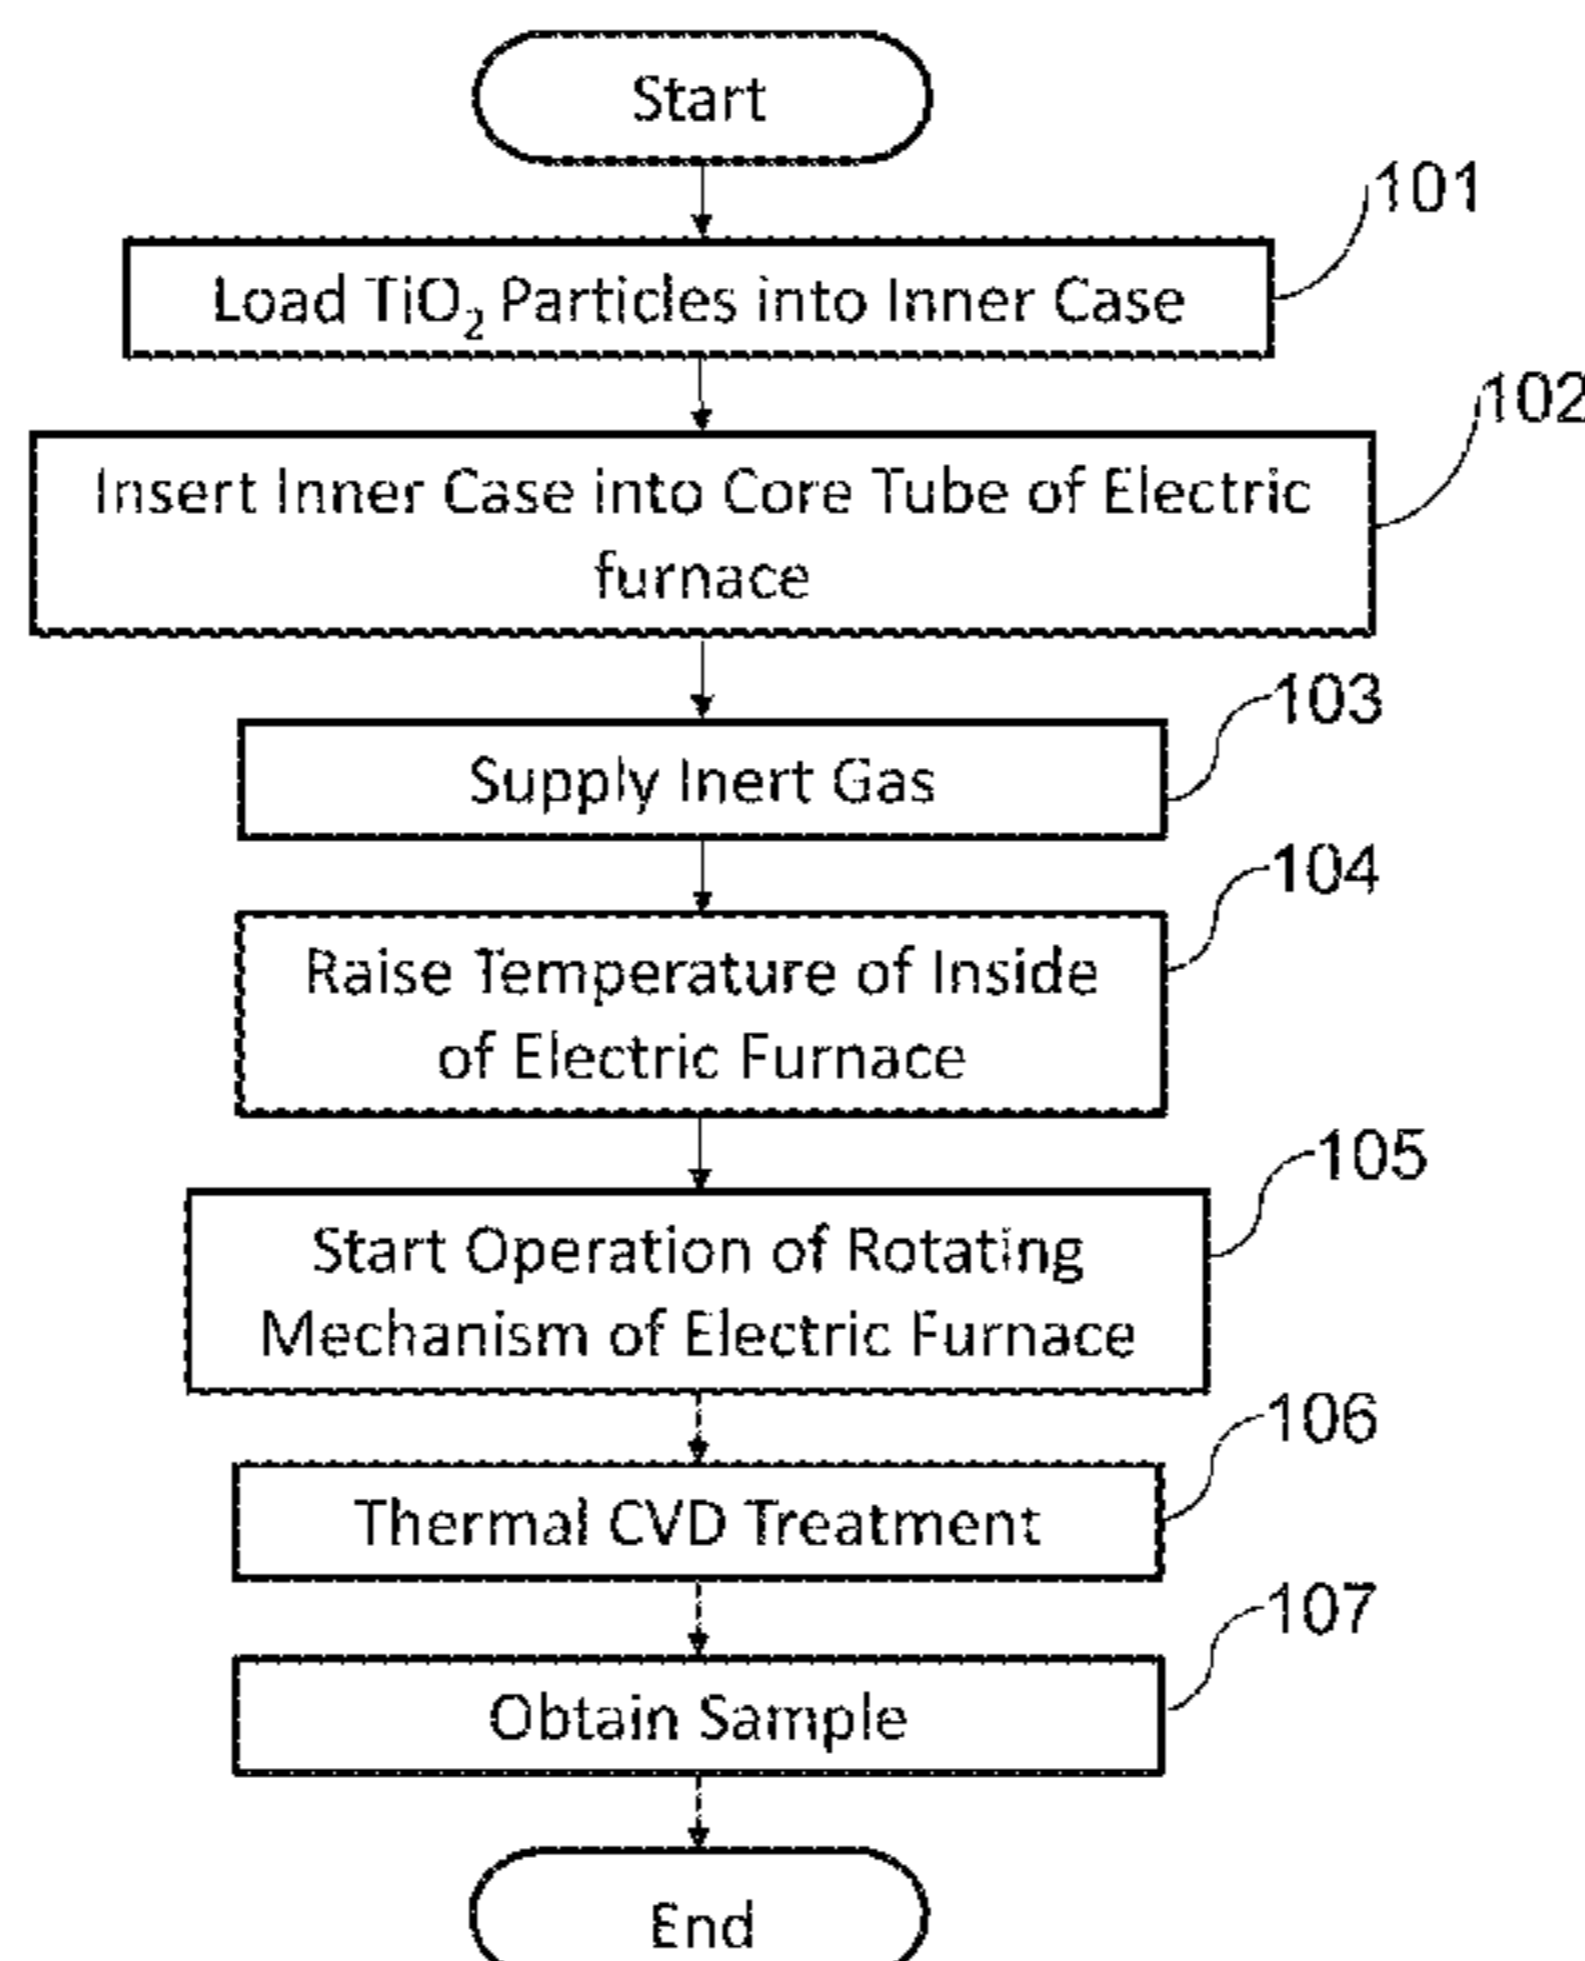 Start
101
Load TiO₂ Particles into Inner Case
102
Insert Inner Case into Core Tube of Electric
furnace
103
Supply Inert Gas
104
Raise Temperature of Inside
of Electric Furnace
105
Start Operation of Rotating
Mechanism of Electric Furnace
106
Thermal CVD Treatment
107
Obtain Sample
End